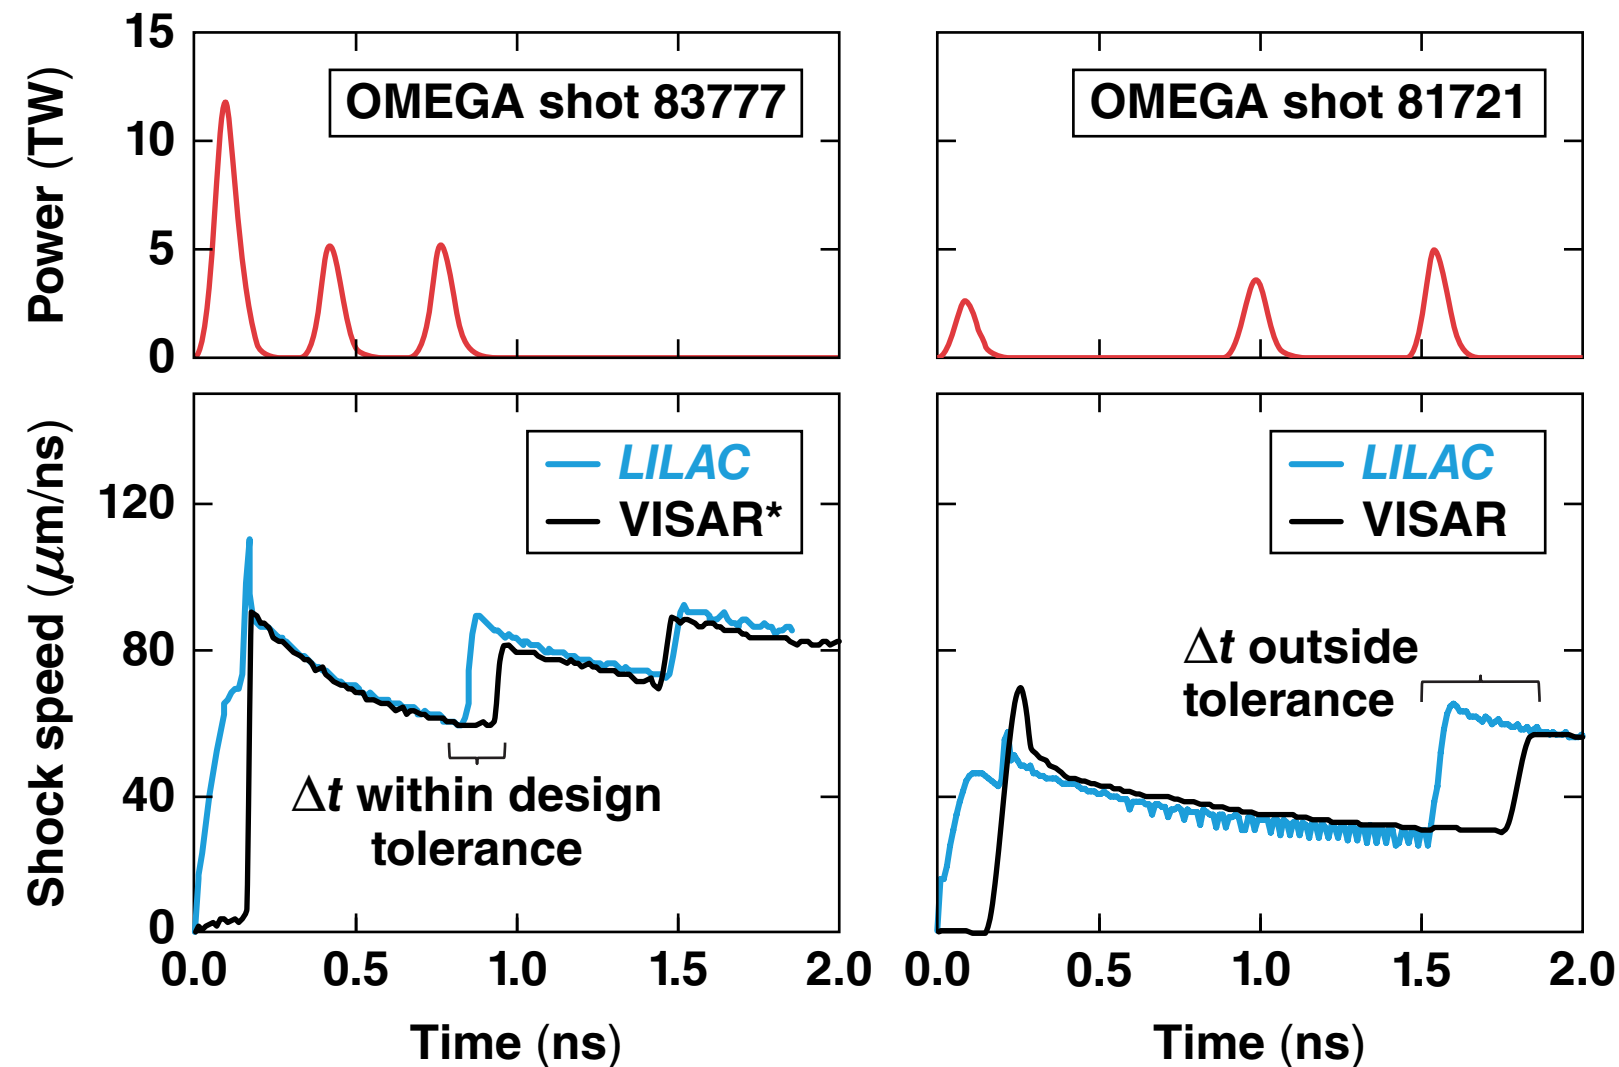 OMEGA shot 83777
OMEGA shot 81721
Power (TW)
15
10
5
0
LILAC
VISAR*
LILAC
VISAR
Shock speed (μm/ns)
120
80
40
0
Δt within design
tolerance
Δt outside
tolerance
0.0 0.5 1.0 1.5 2.0
0.0 0.5 1.0 1.5 2.0
Time (ns)
Time (ns)